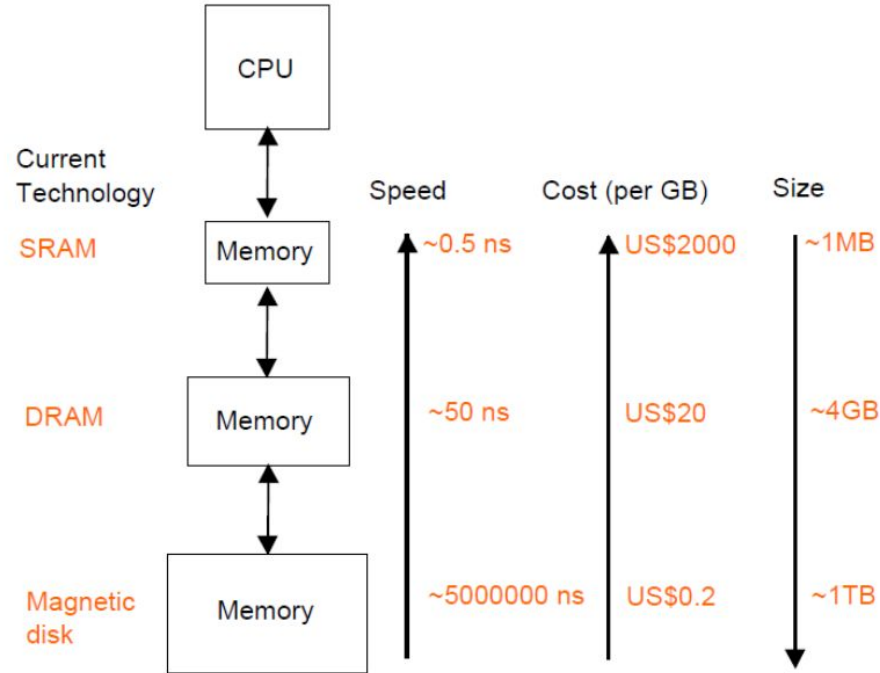 CPU
Current
Technology
Speed
Cost (per GB)
Size
SRAM
Memory
~0.5 ns
US$2000
~1MB
DRAM
Memory
~50 ns
US$20
~4GB
Magnetic
disk
Memory
~5000000 ns
US$0.2
~1TB